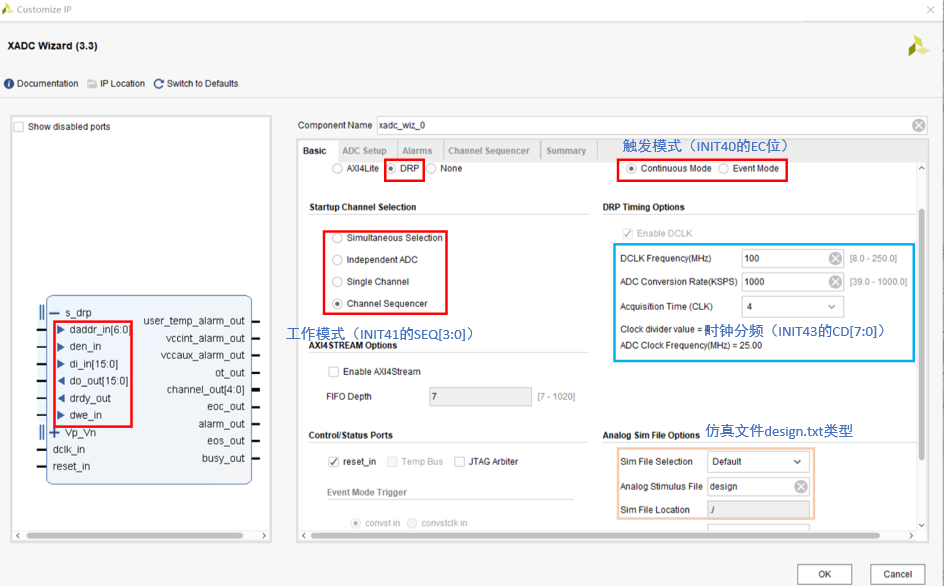 Customize IP
XADC Wizard (3.3)
Documentation IP Location Switch to Defaults
Show disabled ports
s_drp
daddr_in[6:0]
den_in
di_in[15:0]
do_out[15:0]
drdy_out
dwe_in
Vp_Vn
dclk_in
reset_in
user_temp_alarm_out
vccint_alarm_out
vccaux_alarm_out
ot_out
channel_out[4:0]
eoc_out
alarm_out
eos_out
busy_out
Component Name xadc_wiz_0
Basic ADC Setup Alarms Channel Sequencer Summary
触发模式（INIT40的EC位）
AXI4Lite DRP None
Continuous Mode Event Mode
Startup Channel Selection
Simultaneous Selection
Independent ADC
Single Channel
Channel Sequencer
工作模式（INIT41的SEQ[3:0]）
AXI4STREAM Options
Enable AXI4Stream
FIFO Depth 7 [7 - 1020]
Control/Status Ports
reset_in Temp Bus JTAG Arbiter
Event Mode Trigger
convst in convstclk in
DRP Timing Options
Enable DCLK
DCLK Frequency(MHz) 100 [8.0 - 250.0]
ADC Conversion Rate(KSPS) 1000 [39.0 - 1000.0]
Acquisition Time (CLK) 4
Clock divider value = 时钟分频（INIT43的CD[7:0]）
ADC Clock Frequency(MHz) = 25.00
Analog Sim File Options 仿真文件design.txt类型
Sim File Selection Default
Analog Stimulus File design
Sim File Location ./
OK Cancel